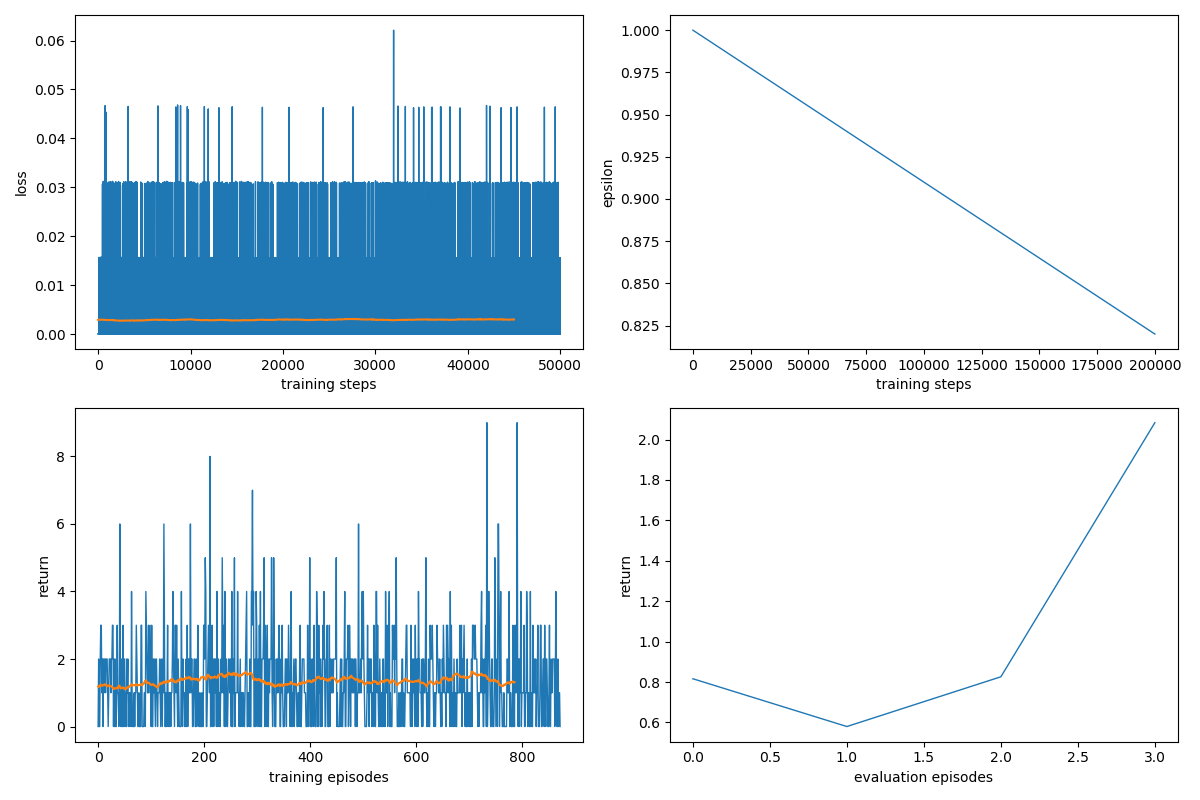 0.06
0.05
0.04
0.03
0.02
0.01
0.00
loss
0 10000 20000 30000 40000 50000
training steps
1.000
0.975
0.950
0.925
0.900
0.875
0.850
0.825
epsilon
0 25000 50000 75000 100000 125000 150000 175000 200000
training steps
8
6
4
2
0
return
0 200 400 600 800
training episodes
2.0
1.8
1.6
1.4
1.2
1.0
0.8
0.6
return
0.0 0.5 1.0 1.5 2.0 2.5 3.0
evaluation episodes